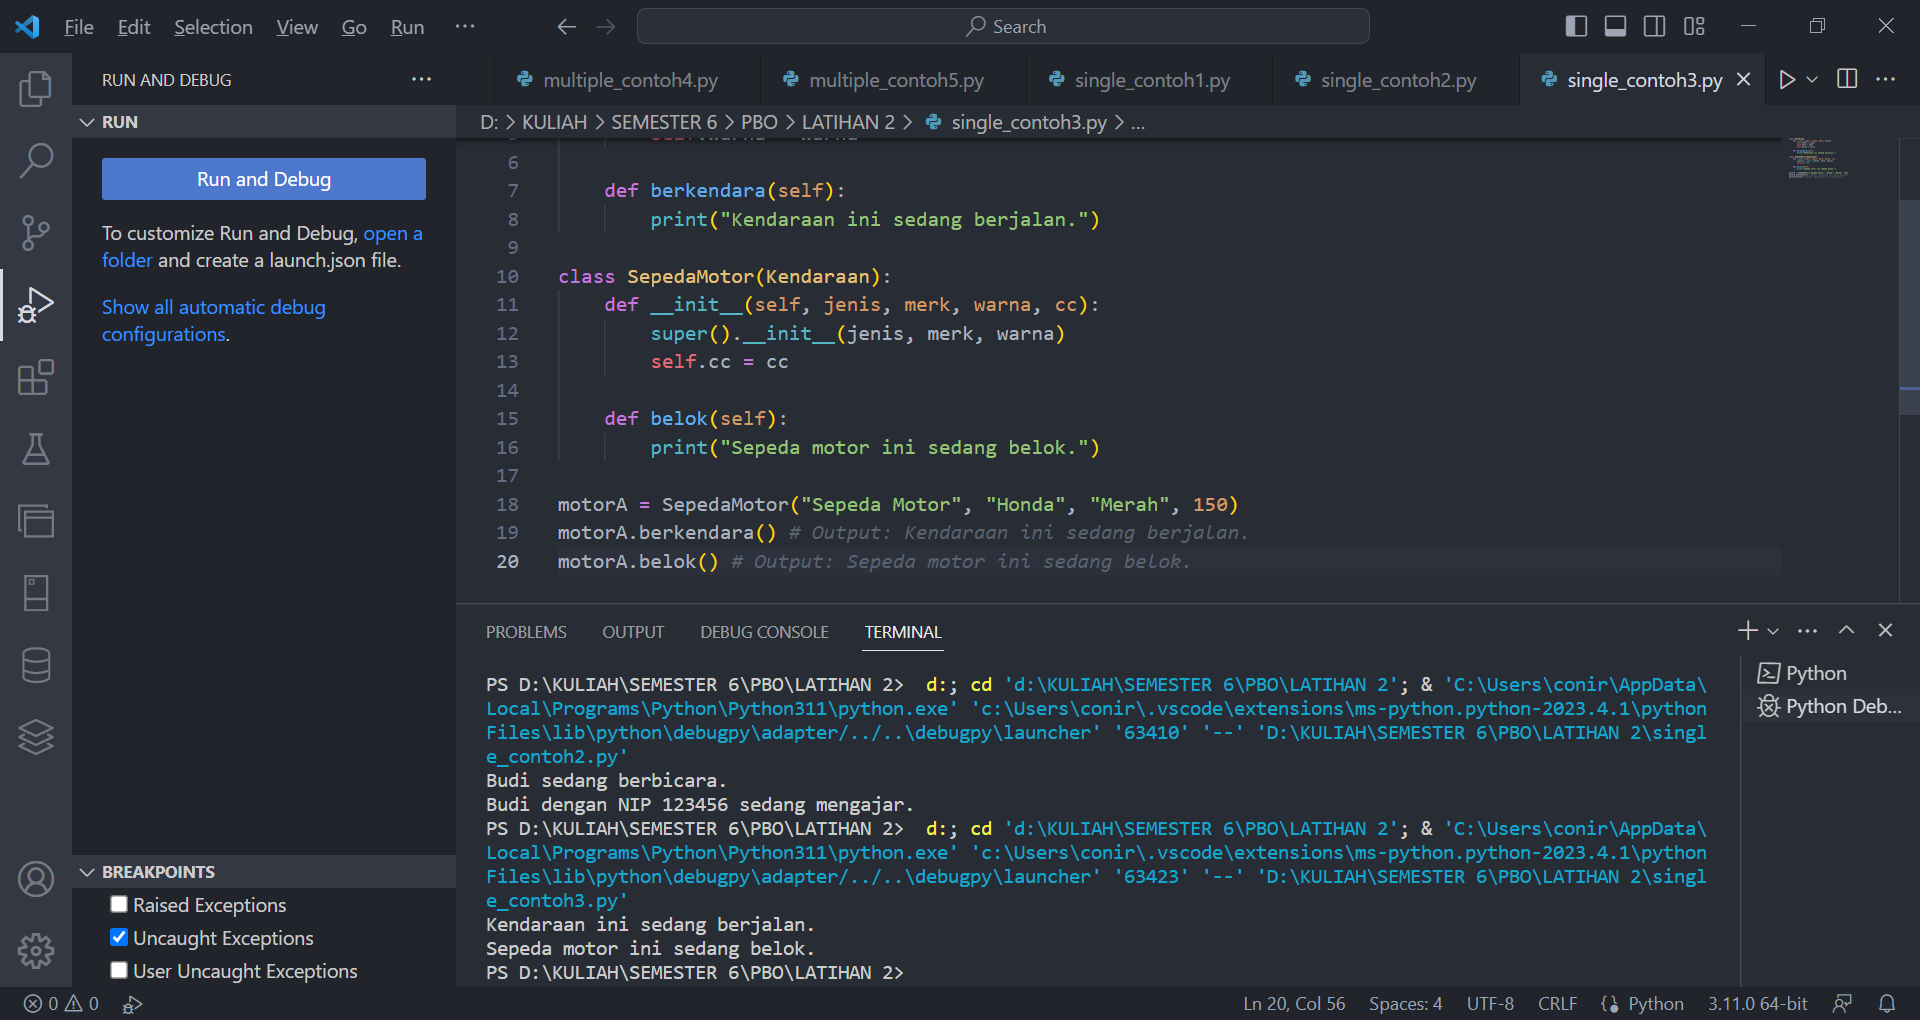 File Edit Selection View Go Run ···
Search
RUN AND DEBUG ···
multiple_contoh4.py multiple_contoh5.py single_contoh1.py single_contoh2.py single_contoh3.py
RUN
D: > KULIAH > SEMESTER 6 > PBO > LATIHAN 2 > single_contoh3.py > ...
Run and Debug
To customize Run and Debug, open a
folder and create a launch.json file.
Show all automatic debug
configurations.
6
7 def berkendara(self):
8 print("Kendaraan ini sedang berjalan.")
9
10 class SepedaMotor(Kendaraan):
11 def __init__(self, jenis, merk, warna, cc):
12 super().__init__(jenis, merk, warna)
13 self.cc = cc
14
15 def belok(self):
16 print("Sepeda motor ini sedang belok.")
17
18 motorA = SepedaMotor("Sepeda Motor", "Honda", "Merah", 150)
19 motorA.berkendara() # Output: Kendaraan ini sedang berjalan.
20 motorA.belok() # Output: Sepeda motor ini sedang belok.
PROBLEMS OUTPUT DEBUG CONSOLE TERMINAL
PS D:\KULIAH\SEMESTER 6\PBO\LATIHAN 2>  d:; cd 'd:\KULIAH\SEMESTER 6\PBO\LATIHAN 2'; & 'C:\Users\conir\AppData\
Local\Programs\Python\Python311\python.exe' 'c:\Users\conir\.vscode\extensions\ms-python.python-2023.4.1\python
Files\lib\python\debugpy\adapter/../..\debugpy\launcher' '63410' '--' 'D:\KULIAH\SEMESTER 6\PBO\LATIHAN 2\singl
e_contoh2.py'
Budi sedang berbicara.
Budi dengan NIP 123456 sedang mengajar.
PS D:\KULIAH\SEMESTER 6\PBO\LATIHAN 2>  d:; cd 'd:\KULIAH\SEMESTER 6\PBO\LATIHAN 2'; & 'C:\Users\conir\AppData\
Local\Programs\Python\Python311\python.exe' 'c:\Users\conir\.vscode\extensions\ms-python.python-2023.4.1\python
Files\lib\python\debugpy\adapter/../..\debugpy\launcher' '63423' '--' 'D:\KULIAH\SEMESTER 6\PBO\LATIHAN 2\singl
e_contoh3.py'
Kendaraan ini sedang berjalan.
Sepeda motor ini sedang belok.
PS D:\KULIAH\SEMESTER 6\PBO\LATIHAN 2>
Python
Python Deb...
BREAKPOINTS
Raised Exceptions
Uncaught Exceptions
User Uncaught Exceptions
0 0
Ln 20, Col 56 Spaces: 4 UTF-8 CRLF Python 3.11.0 64-bit